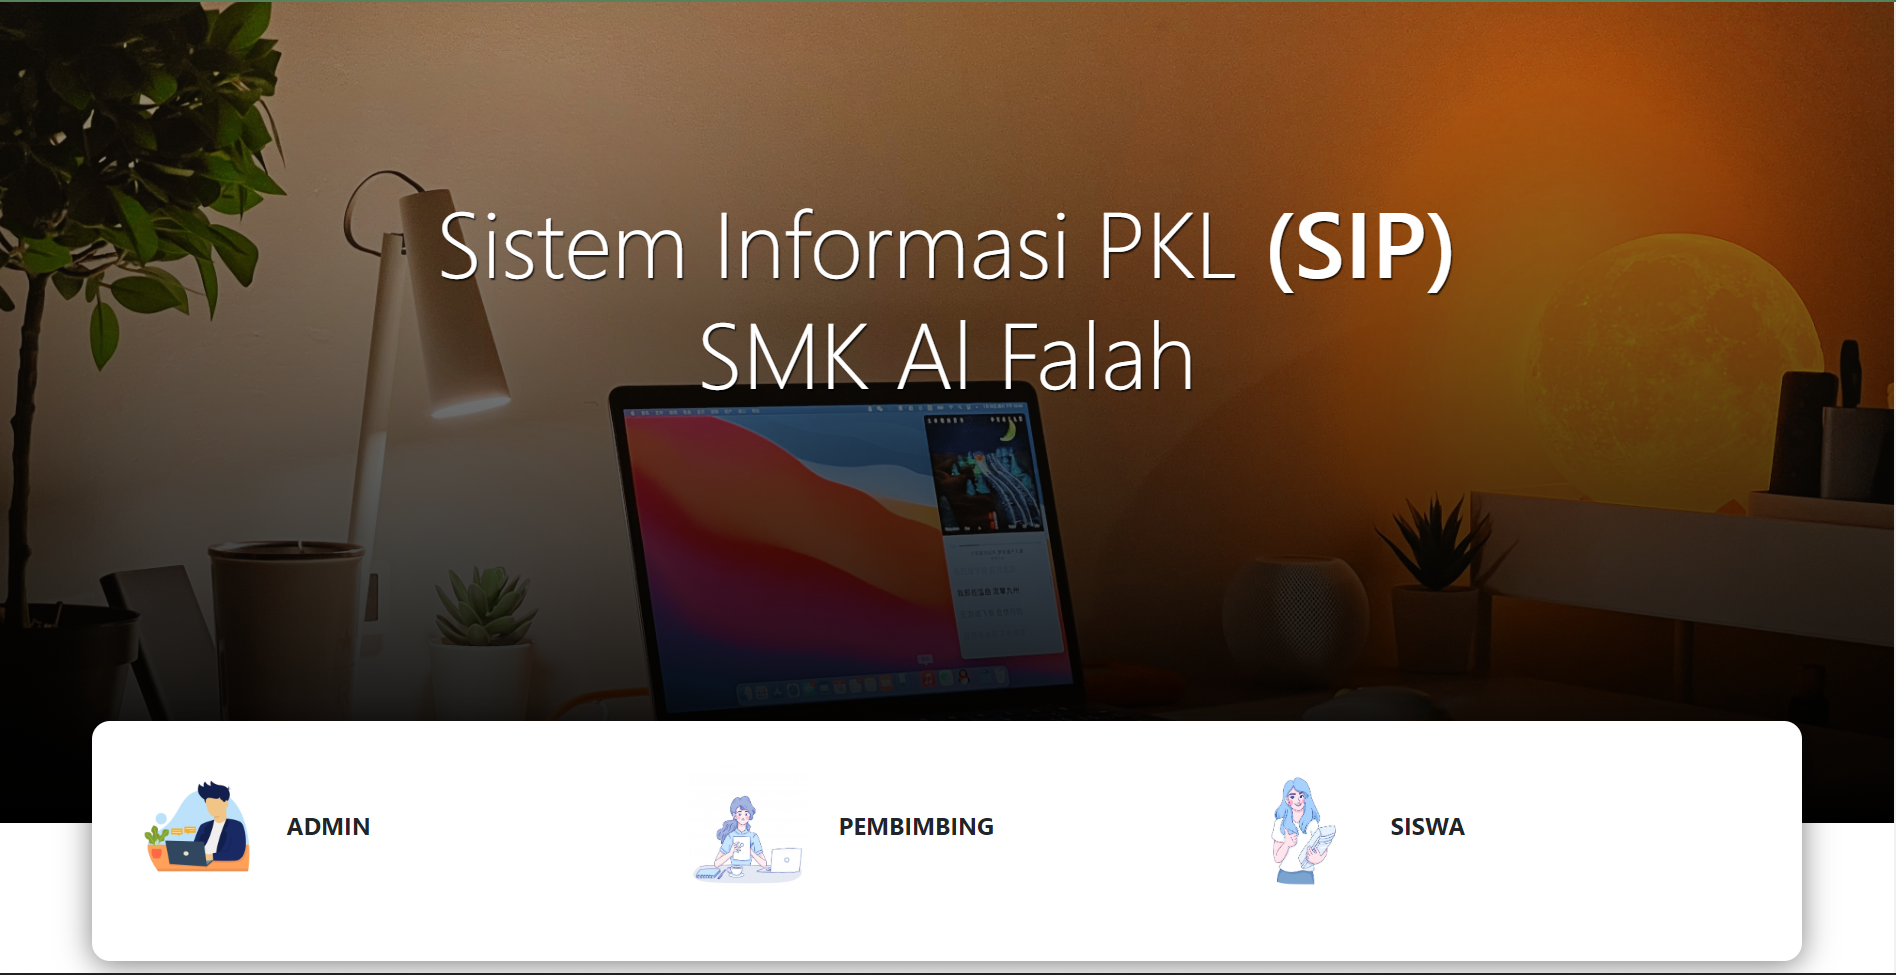 Sistem Informasi PKL (SIP)
SMK Al Falah
ADMIN
PEMBIMBING
SISWA